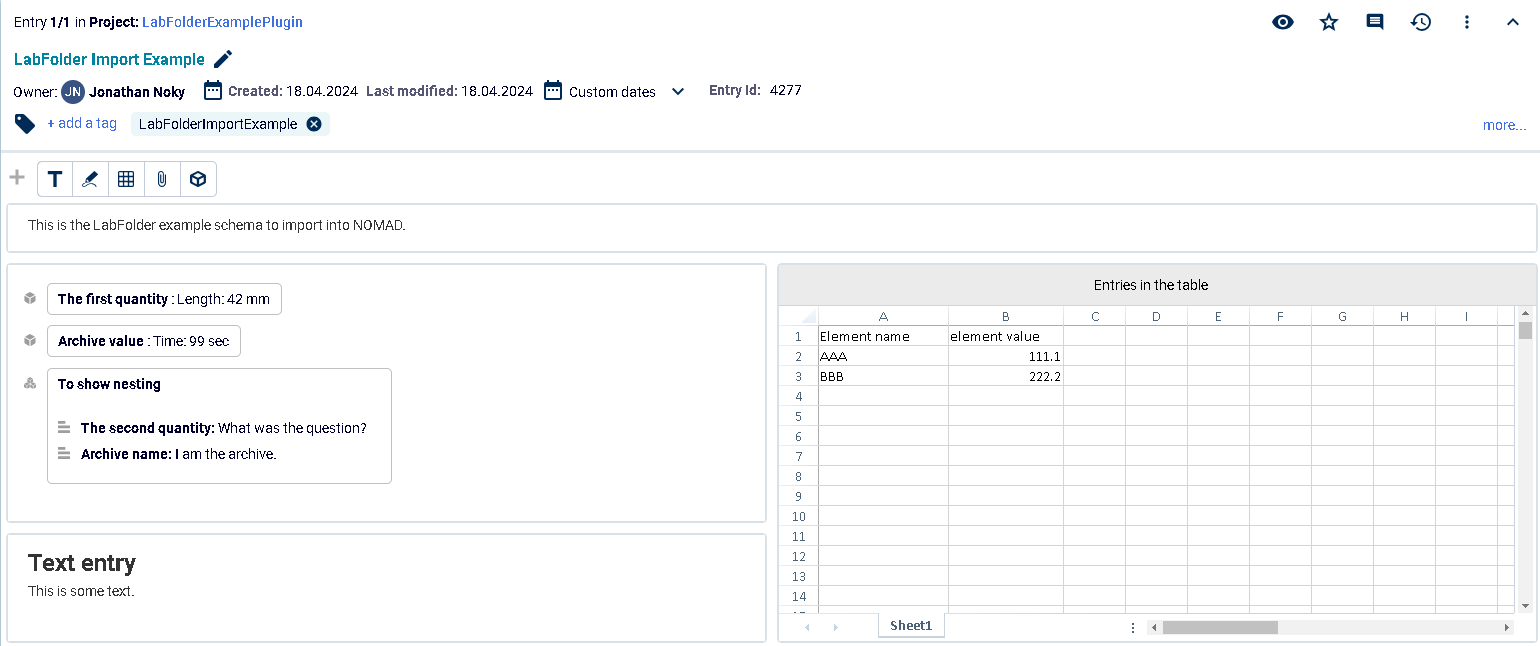 Entry 1/1 in Project: LabFolderExamplePlugin
LabFolder Import Example
Owner: JN Jonathan Noky Created: 18.04.2024 Last modified: 18.04.2024 Custom dates Entry Id: 4277
+ add a tag LabFolderImportExample
more...
T
This is the LabFolder example schema to import into NOMAD.
The first quantity : Length: 42 mm
Archive value : Time: 99 sec
To show nesting
The second quantity: What was the question?
Archive name: I am the archive.
Text entry
This is some text.
Entries in the table
A B C D E F G H I
1 Element name element value
2 AAA 111.1
3 BBB 222.2
4
5
6
7
8
9
10
11
12
13
14
Sheet1